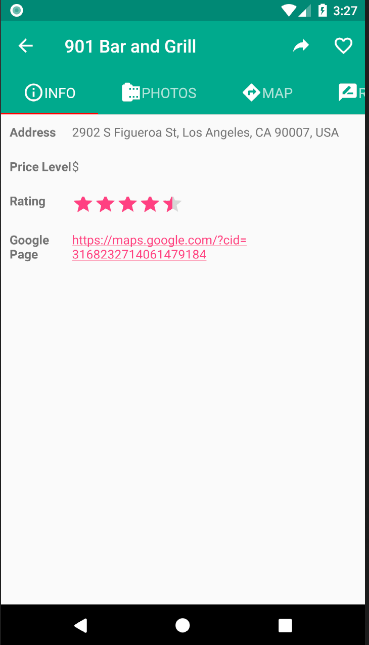 3:27
901 Bar and Grill
INFO PHOTOS MAP R
Address 2902 S Figueroa St, Los Angeles, CA 90007, USA
Price Level$
Rating
Google https://maps.google.com/?cid=
Page 3168232714061479184